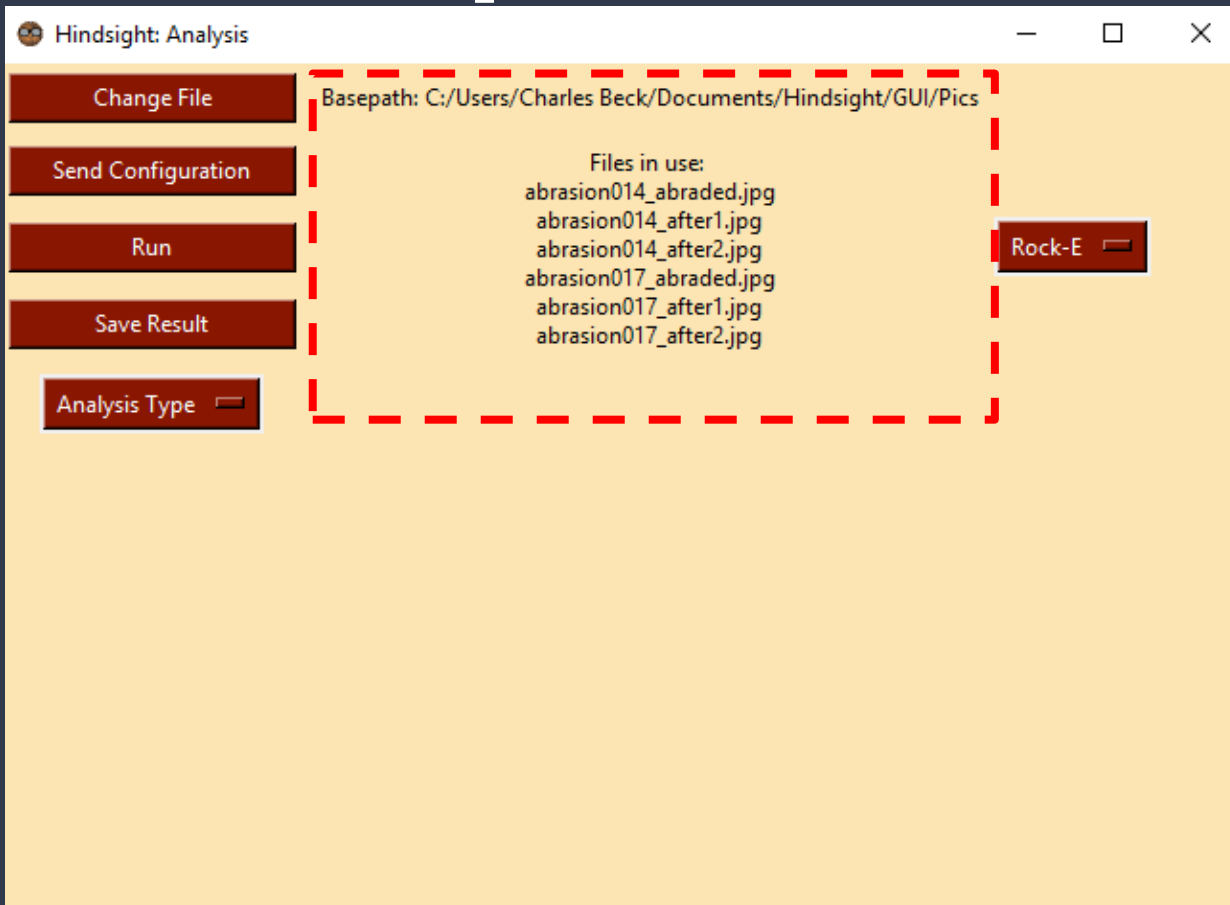 Hindsight: Analysis
Change File
Send Configuration
Run
Save Result
Analysis Type
Basepath: C:/Users/Charles Beck/Documents/Hindsight/GUI/Pics
Files in use:
abrasion014_abraded.jpg
abrasion014_after1.jpg
abrasion014_after2.jpg
abrasion017_abraded.jpg
abrasion017_after1.jpg
abrasion017_after2.jpg
Rock-E